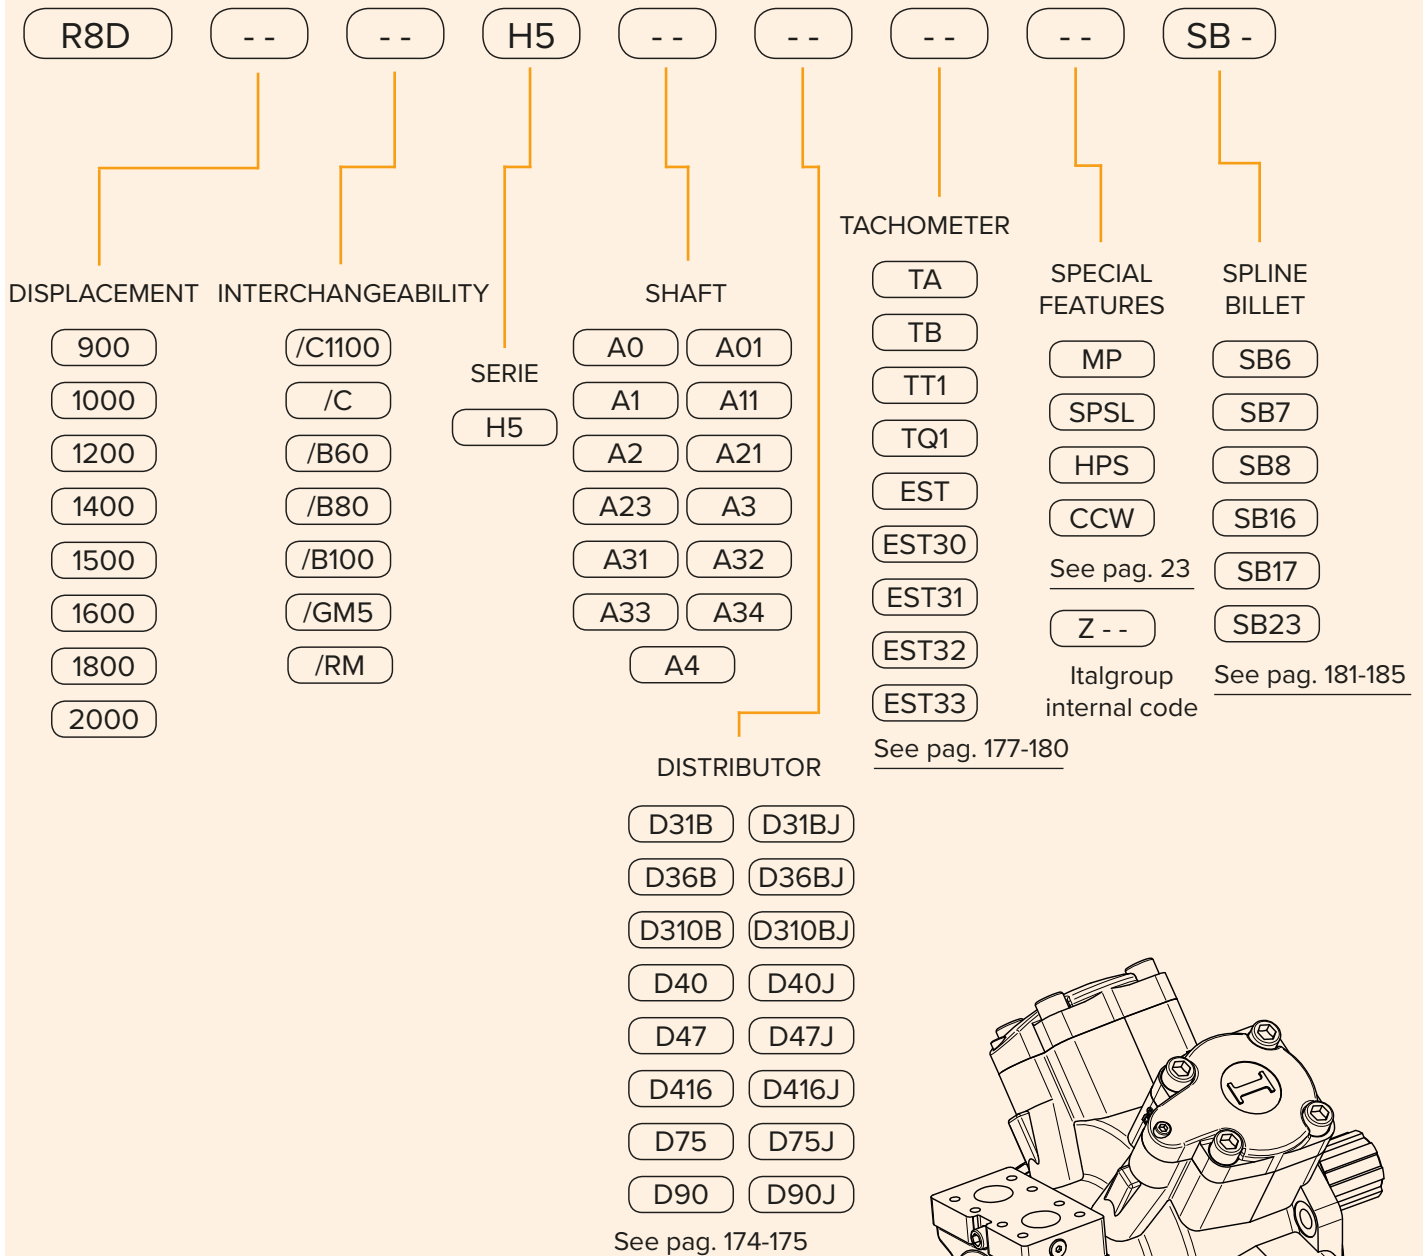 R8D -- -- H5 -- -- -- -- SB -
DISPLACEMENT
900
1000
1200
1400
1500
1600
1800
2000
INTERCHANGEABILITY
/C1100
/C
/B60
/B80
/B100
/GM5
/RM
SERIE
H5
SHAFT
A0 A01
A1 A11
A2 A21
A23 A3
A31 A32
A33 A34
A4
DISTRIBUTOR
D31B D31BJ
D36B D36BJ
D310B D310BJ
D40 D40J
D47 D47J
D416 D416J
D75 D75J
D90 D90J
See pag. 174-175
TACHOMETER
TA
TB
TT1
TQ1
EST
EST30
EST31
EST32
EST33
See pag. 177-180
SPECIAL
FEATURES
MP
SPSL
HPS
CCW
See pag. 23
Z - -
Italgroup
internal code
SPLINE
BILLET
SB6
SB7
SB8
SB16
SB17
SB23
See pag. 181-185
I